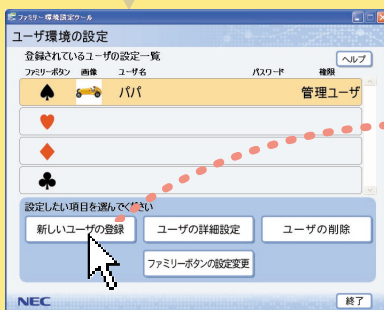 ファミリー環境設定ツール
ユーザ環境の設定
登録されているユーザの設定一覧
ヘルプ
ファミリーボタン 画像 ユーザ名 パスワード 権限
パパ 管理ユーザ
設定したい項目を選んでください
新しいユーザの登録 ユーザの詳細設定 ユーザの削除
ファミリーボタンの設定変更
NEC 終了